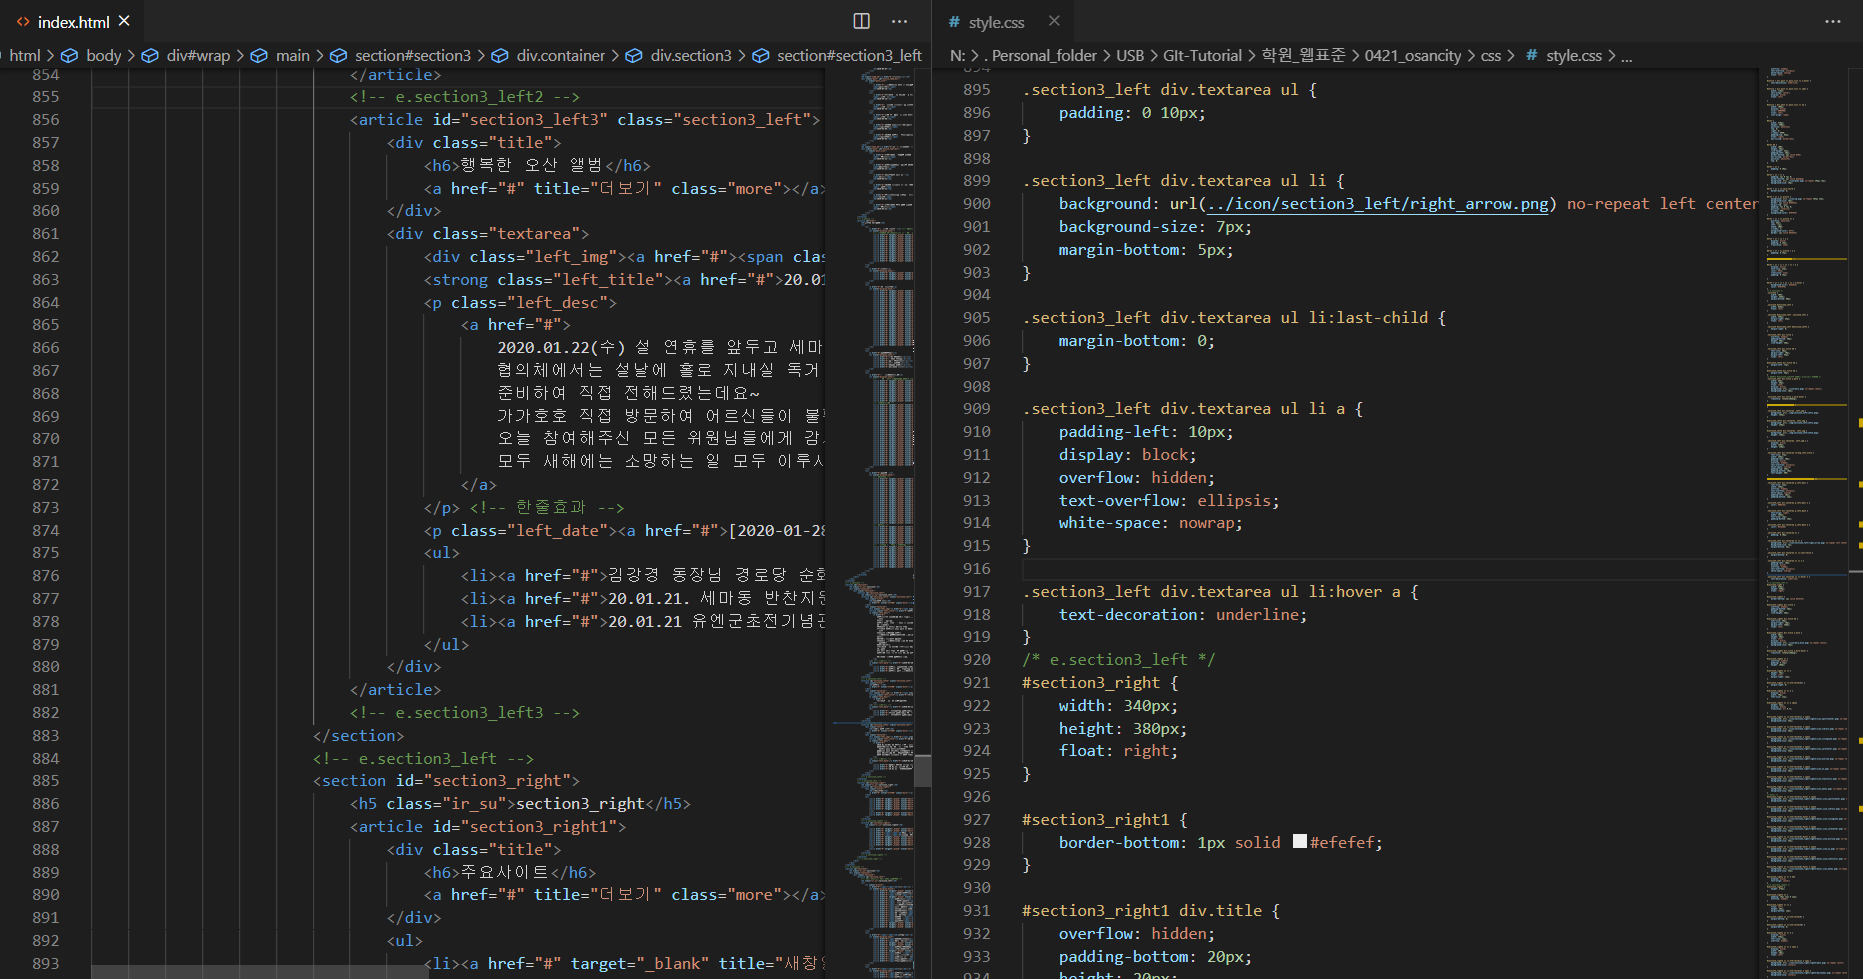 index.html
html > body > div#wrap > main > section#section3 > div.container > div.section3 > section#section3_left
854 </article>
855 <!-- e.section3_left2 -->
856 <article id="section3_left3" class="section3_left">
857 <div class="title">
858 <h6>행복한 오산 앨범</h6>
859 <a href="#" title="더보기" class="more"></a>
860 </div>
861 <div class="textarea">
862 <div class="left_img"><a href="#"><span clas
863 <strong class="left_title"><a href="#">20.01
864 <p class="left_desc">
865 <a href="#">
866 2020.01.22(수) 설 연휴를 앞두고 세마
867 협의체에서는 설날에 홀로 지내실 독거
868 준비하여 직접 전해드렸는데요~
869 가가호호 직접 방문하여 어르신들이
870 오늘 참여해주신 모든 위원님들에게
871 모두 새해에는 소망하는 일 모두
872 </a>
873 </p> <!-- 한줄효과 -->
874 <p class="left_date"><a href="#">[2020-01-28
875 <ul>
876 <li><a href="#">김강경 동장님 경로당
877 <li><a href="#">20.01.21. 세마동 반찬지원
878 <li><a href="#">20.01.21 유엔군초전기념관
879 </ul>
880 </div>
881 </article>
882 <!-- e.section3_left3 -->
883 </section>
884 <!-- e.section3_left -->
885 <section id="section3_right">
886 <h5 class="ir_su">section3_right</h5>
887 <article id="section3_right1">
888 <div class="title">
889 <h6>주요사이트</h6>
890 <a href="#" title="더보기" class="more"></a>
891 </div>
892 <ul>
893 <li><a href="#" target="_blank" title="새창
# style.css
N: > . Personal_folder > USB > GIt-Tutorial > 학원_웹표준 > 0421_osancity > css > # style.css > ...
894
895 .section3_left div.textarea ul {
896 padding: 0 10px;
897 }
898
899 .section3_left div.textarea ul li {
900 background: url(../icon/section3_left/right_arrow.png) no-repeat left center
901 background-size: 7px;
902 margin-bottom: 5px;
903 }
904
905 .section3_left div.textarea ul li:last-child {
906 margin-bottom: 0;
907 }
908
909 .section3_left div.textarea ul li a {
910 padding-left: 10px;
911 display: block;
912 overflow: hidden;
913 text-overflow: ellipsis;
914 white-space: nowrap;
915 }
916
917 .section3_left div.textarea ul li:hover a {
918 text-decoration: underline;
919 }
920 /* e.section3_left */
921 #section3_right {
922 width: 340px;
923 height: 380px;
924 float: right;
925 }
926
927 #section3_right1 {
928 border-bottom: 1px solid #efefef;
929 }
930
931 #section3_right1 div.title {
932 overflow: hidden;
933 padding-bottom: 20px;
934 height: 20px;